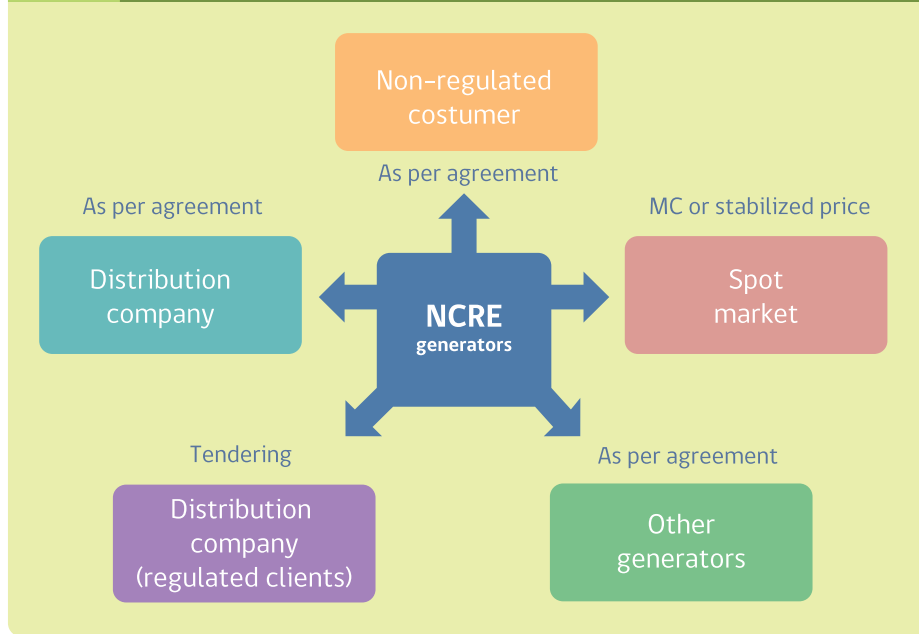 Non-regulated
costumer
As per agreement
As per agreement
MC or stabilized price
Distribution
company
NCRE
generators
Spot
market
Tendering
As per agreement
Distribution
company
(regulated clients)
Other
generators